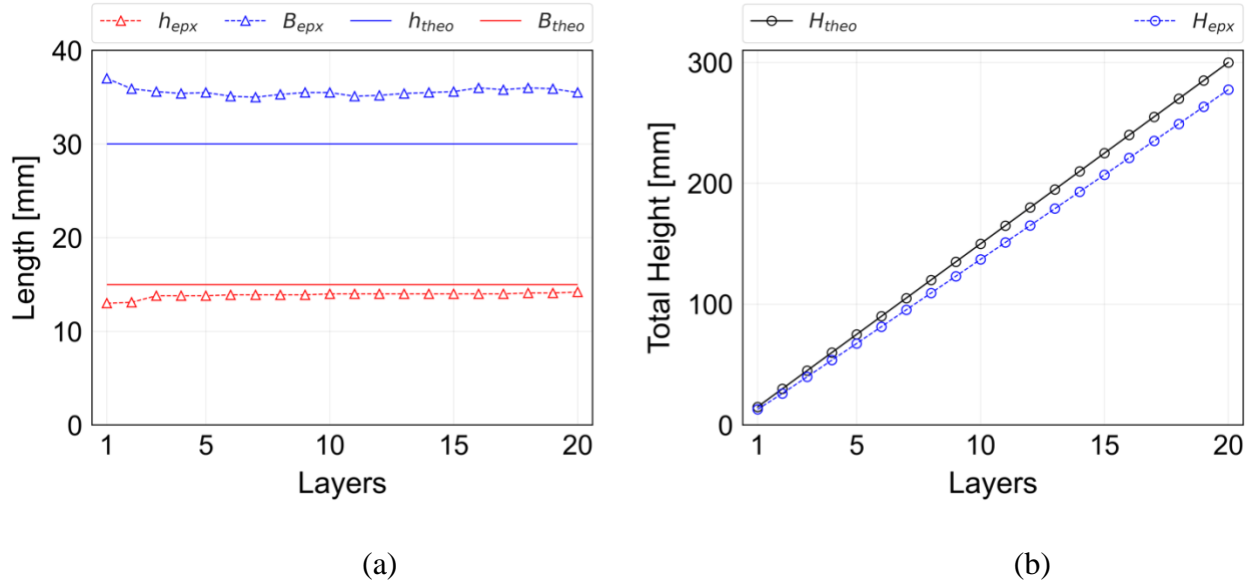 h_epx B_epx h_theo B_theo
40
30
20
10
0
Length [mm]
1 5 10 15 20
Layers
(a)
H_theo H_epx
300
200
100
0
Total Height [mm]
1 5 10 15 20
Layers
(b)